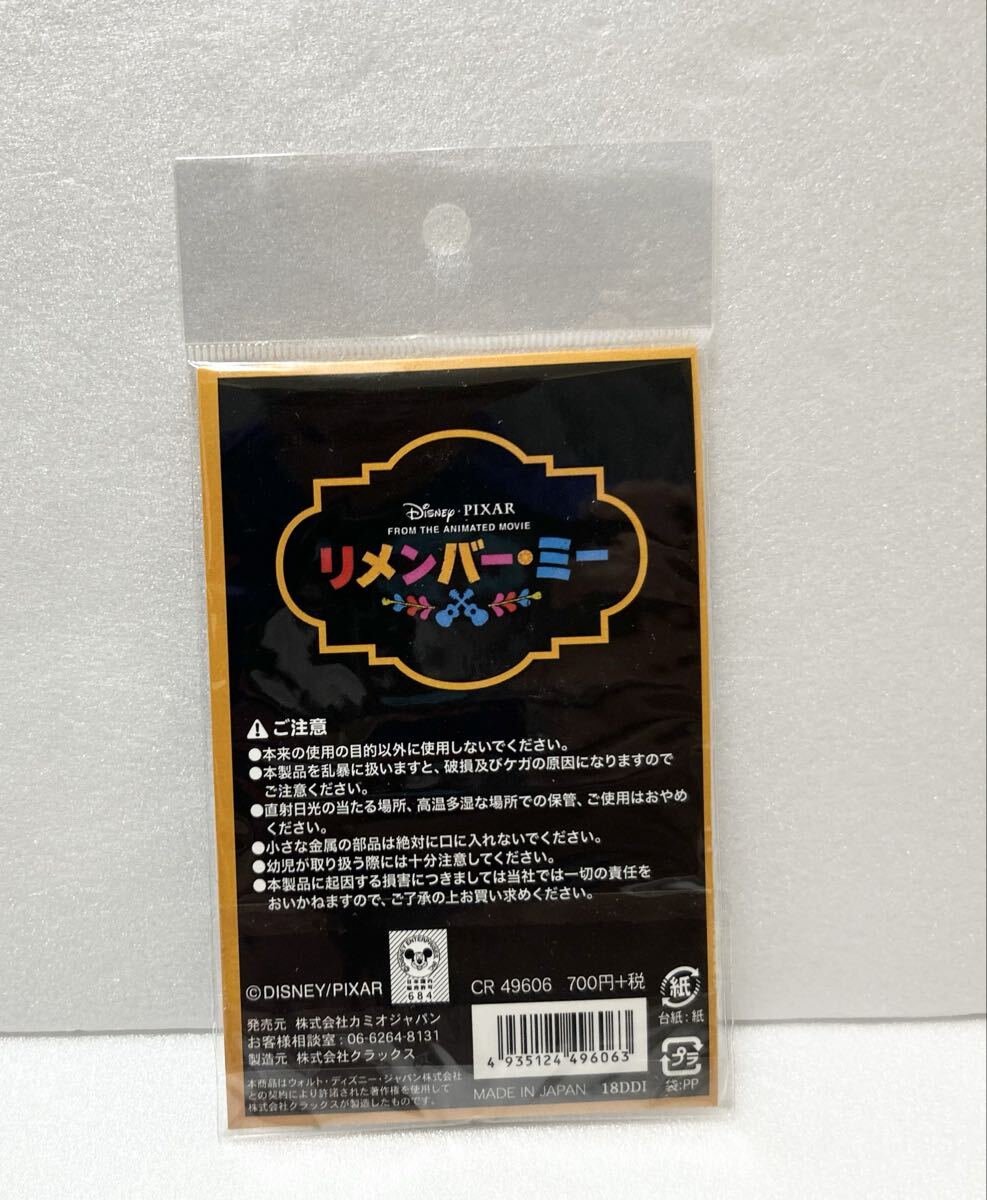 Disney・PIXAR
FROM THE ANIMATED MOVIE
リメンバー・ミー
ご注意
●本来の使用の目的以外に使用しないでください。
●本製品を乱暴に扱いますと、破損及びケガの原因になりますので
ご注意ください。
●直射日光の当たる場所、高温多湿な場所での保管、ご使用はおやめ
ください。
●小さな金属の部品は絶対に口に入れないでください。
●幼児が取り扱う際には十分注意してください。
●本製品に起因する損害につきましては当社では一切の責任を
おいかねますので、ご了承の上お買い求めください。
©DISNEY/PIXAR
684
CR 49606 700円+税
紙
台紙:紙
発売元 株式会社カミオジャパン
お客様相談室:06-6264-8131
製造元 株式会社クラックス
4 935124 496063
プラ
袋:PP
本商品はウォルト・ディズニー・ジャパン株式会社
との契約により許諾された著作権を使用して
株式会社クラックスが製造したものです。
MADE IN JAPAN 18DDI